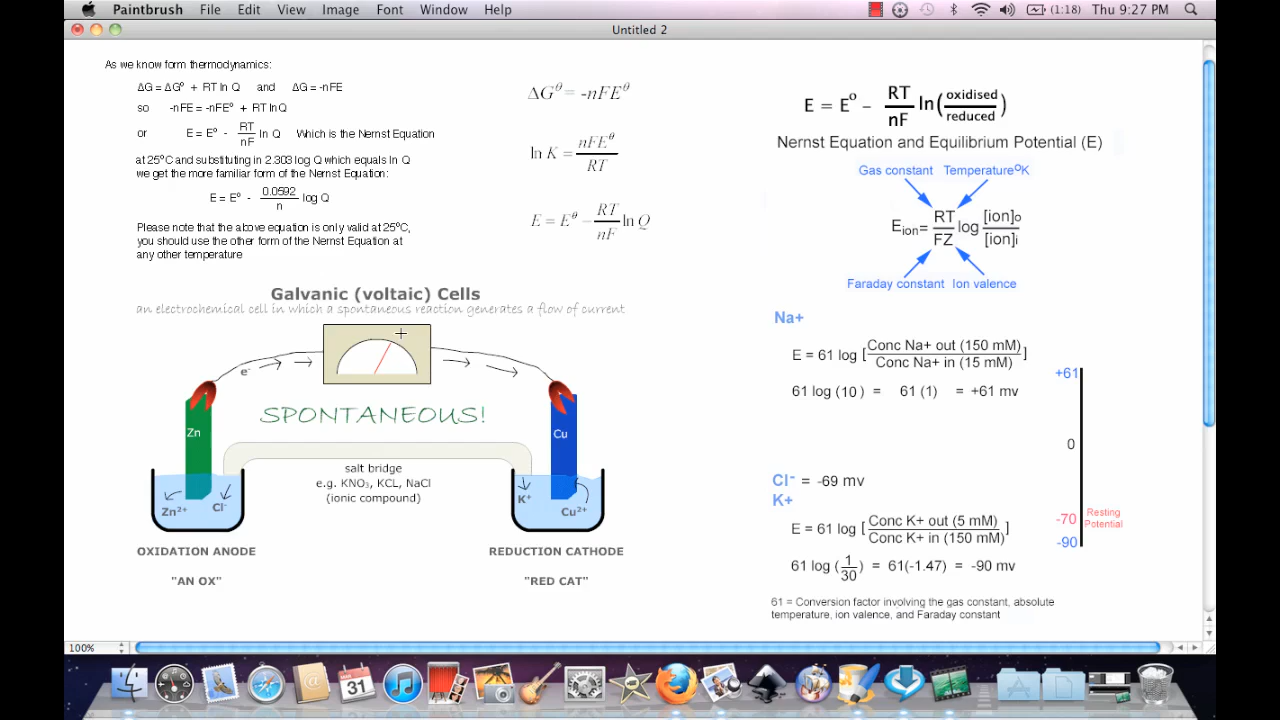 Paintbrush File Edit View Image Font Window Help
(1:18) Thu 9:27 PM
Untitled 2
As we know form thermodynamics:
ΔG = ΔGº + RT ln Q and ΔG = -nFE
so -nFE = -nFEº + RT lnQ
or E = Eº - RT/nF ln Q Which is the Nernst Equation
at 25ºC and substituting in 2.303 log Q which equals ln Q
we get the more familiar form of the Nernst Equation:
E = Eº - 0.0592/n log Q
Please note that the above equation is only valid at 25ºC,
you should use the other form of the Nernst Equation at
any other temperature
ΔG^θ = -nFE^θ
ln K = nFE^θ/RT
E = E^θ - RT/nF ln Q
Galvanic (voltaic) Cells
an electrochemical cell in which a spontaneous reaction generates a flow of current
e⁻
SPONTANEOUS!
Zn
Cu
salt bridge
e.g. KNO₃, KCL, NaCl
(ionic compound)
Zn²⁺ Cl⁻
K⁺ Cu²⁺
OXIDATION ANODE
REDUCTION CATHODE
"AN OX"
"RED CAT"
E = Eº - RT/nF ln(oxidised/reduced)
Nernst Equation and Equilibrium Potential (E)
Gas constant TemperatureºK
Eion= RT/FZ log [ion]o/[ion]i
Faraday constant Ion valence
Na+
E = 61 log [Conc Na+ out (150 mM)/Conc Na+ in (15 mM)]
61 log (10 ) = 61 (1) = +61 mv
Cl⁻ = -69 mv
K+
E = 61 log [Conc K+ out (5 mM)/Conc K+ in (150 mM)]
61 log (1/30) = 61(-1.47) = -90 mv
+61
0
-70 Resting
Potential
-90
61 = Conversion factor involving the gas constant, absolute
temperature, ion valence, and Faraday constant
100%
31